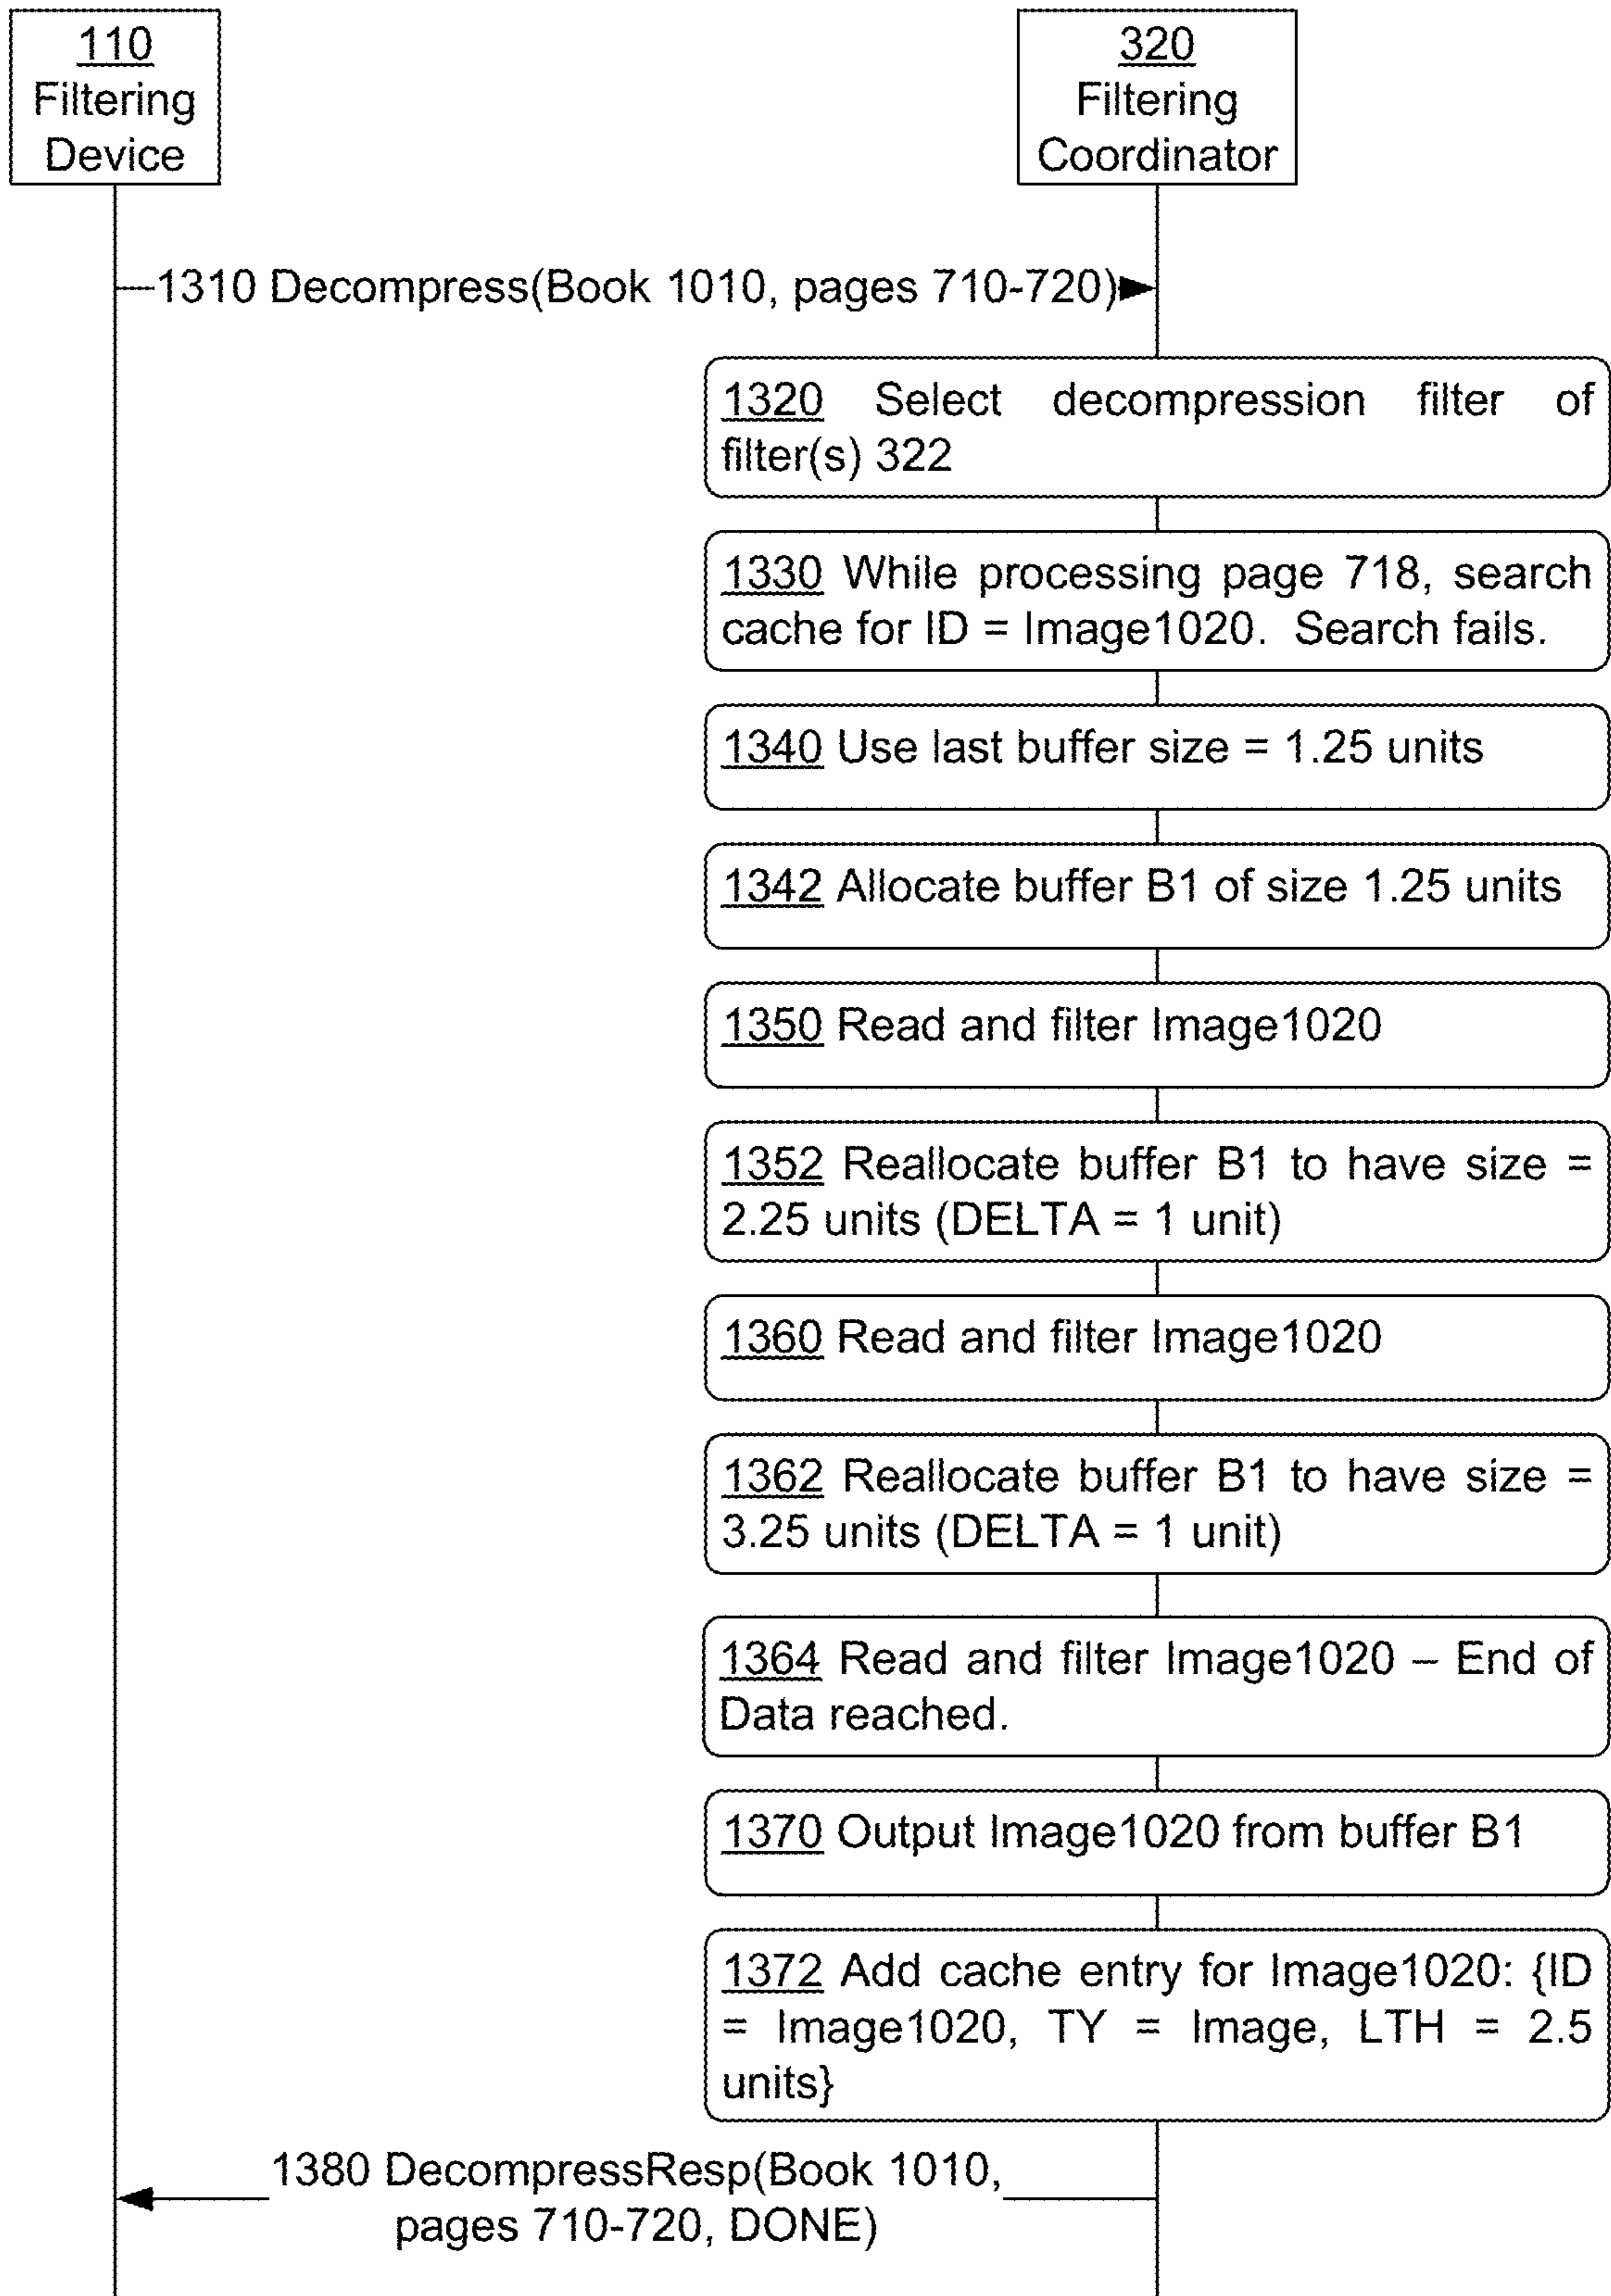 110
Filtering
Device
320
Filtering
Coordinator
1310 Decompress(Book 1010, pages 710-720)
1320 Select decompression filter of
filter(s) 322
1330 While processing page 718, search
cache for ID = Image1020. Search fails.
1340 Use last buffer size = 1.25 units
1342 Allocate buffer B1 of size 1.25 units
1350 Read and filter Image1020
1352 Reallocate buffer B1 to have size =
2.25 units (DELTA = 1 unit)
1360 Read and filter Image1020
1362 Reallocate buffer B1 to have size =
3.25 units (DELTA = 1 unit)
1364 Read and filter Image1020 – End of
Data reached.
1370 Output Image1020 from buffer B1
1372 Add cache entry for Image1020: {ID
= Image1020, TY = Image, LTH = 2.5
units}
1380 DecompressResp(Book 1010,
pages 710-720, DONE)